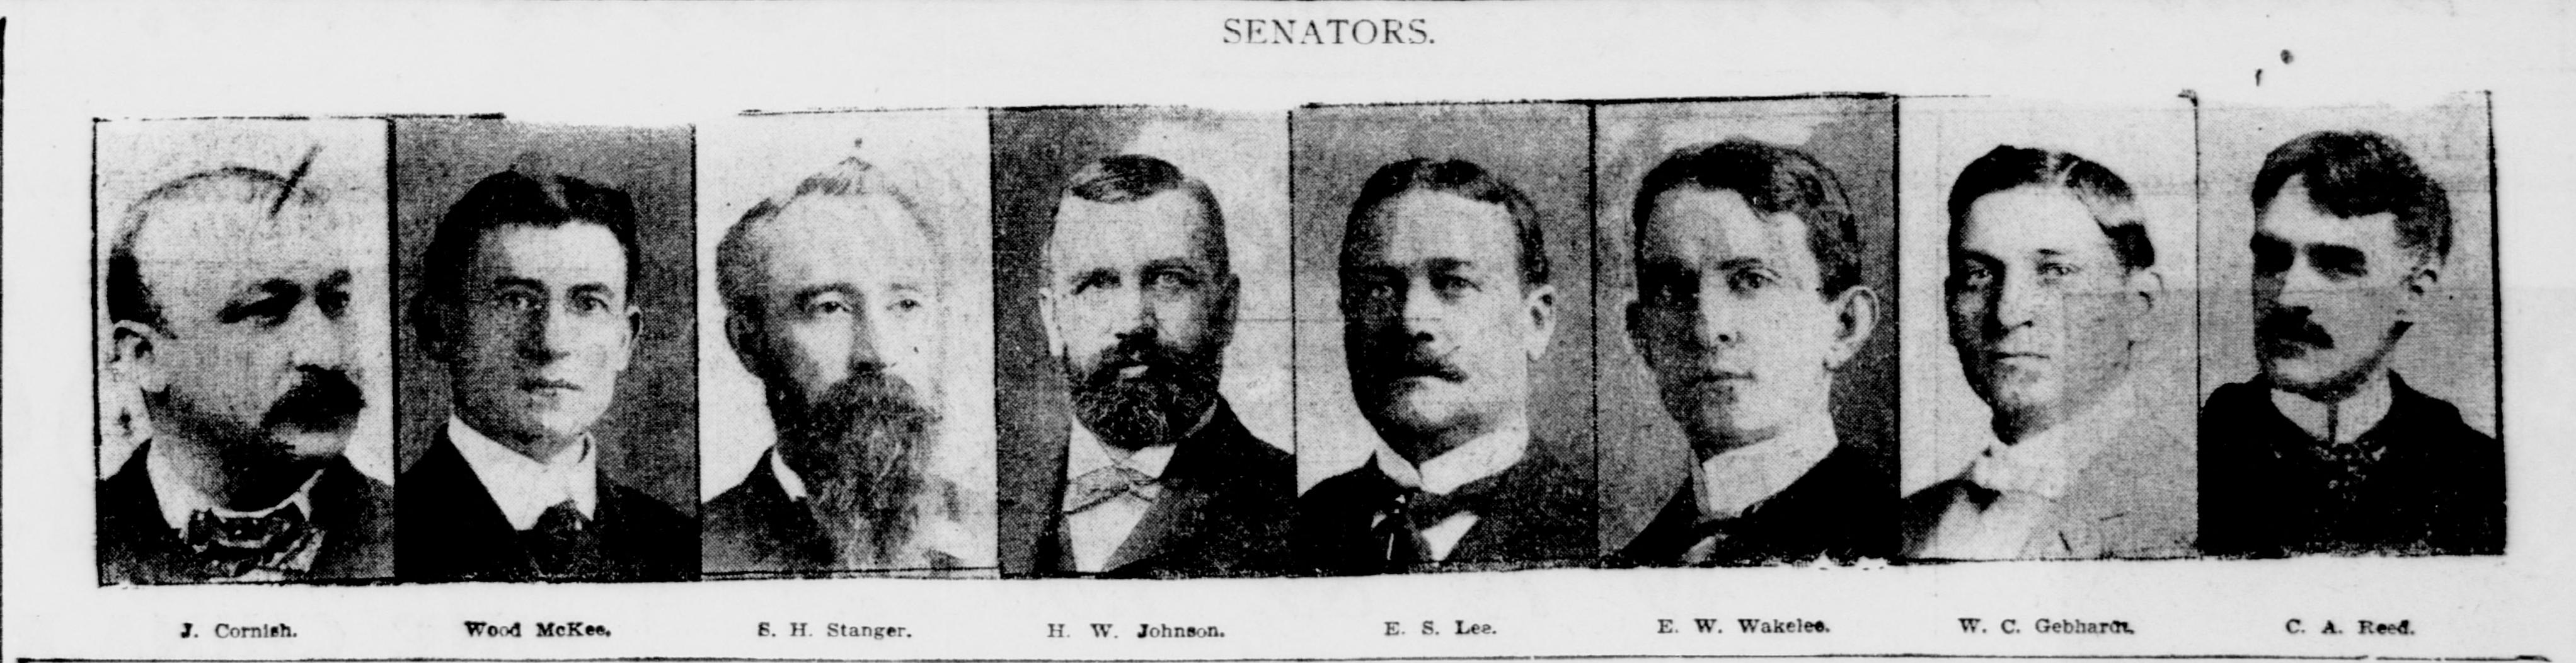 SENATORS.
J. Cornish.
Wood McKee.
S. H. Stanger.
H. W. Johnson.
E. S. Lee.
E. W. Wakelee.
W. C. Gebhardt.
C. A. Reed.